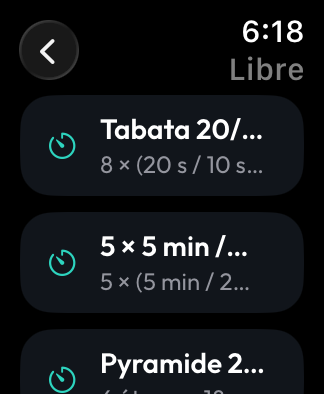 6:18
Libre
Tabata 20/...
8 × (20 s / 10 s...
5 × 5 min /...
5 × (5 min / 2...
Pyramide 2...